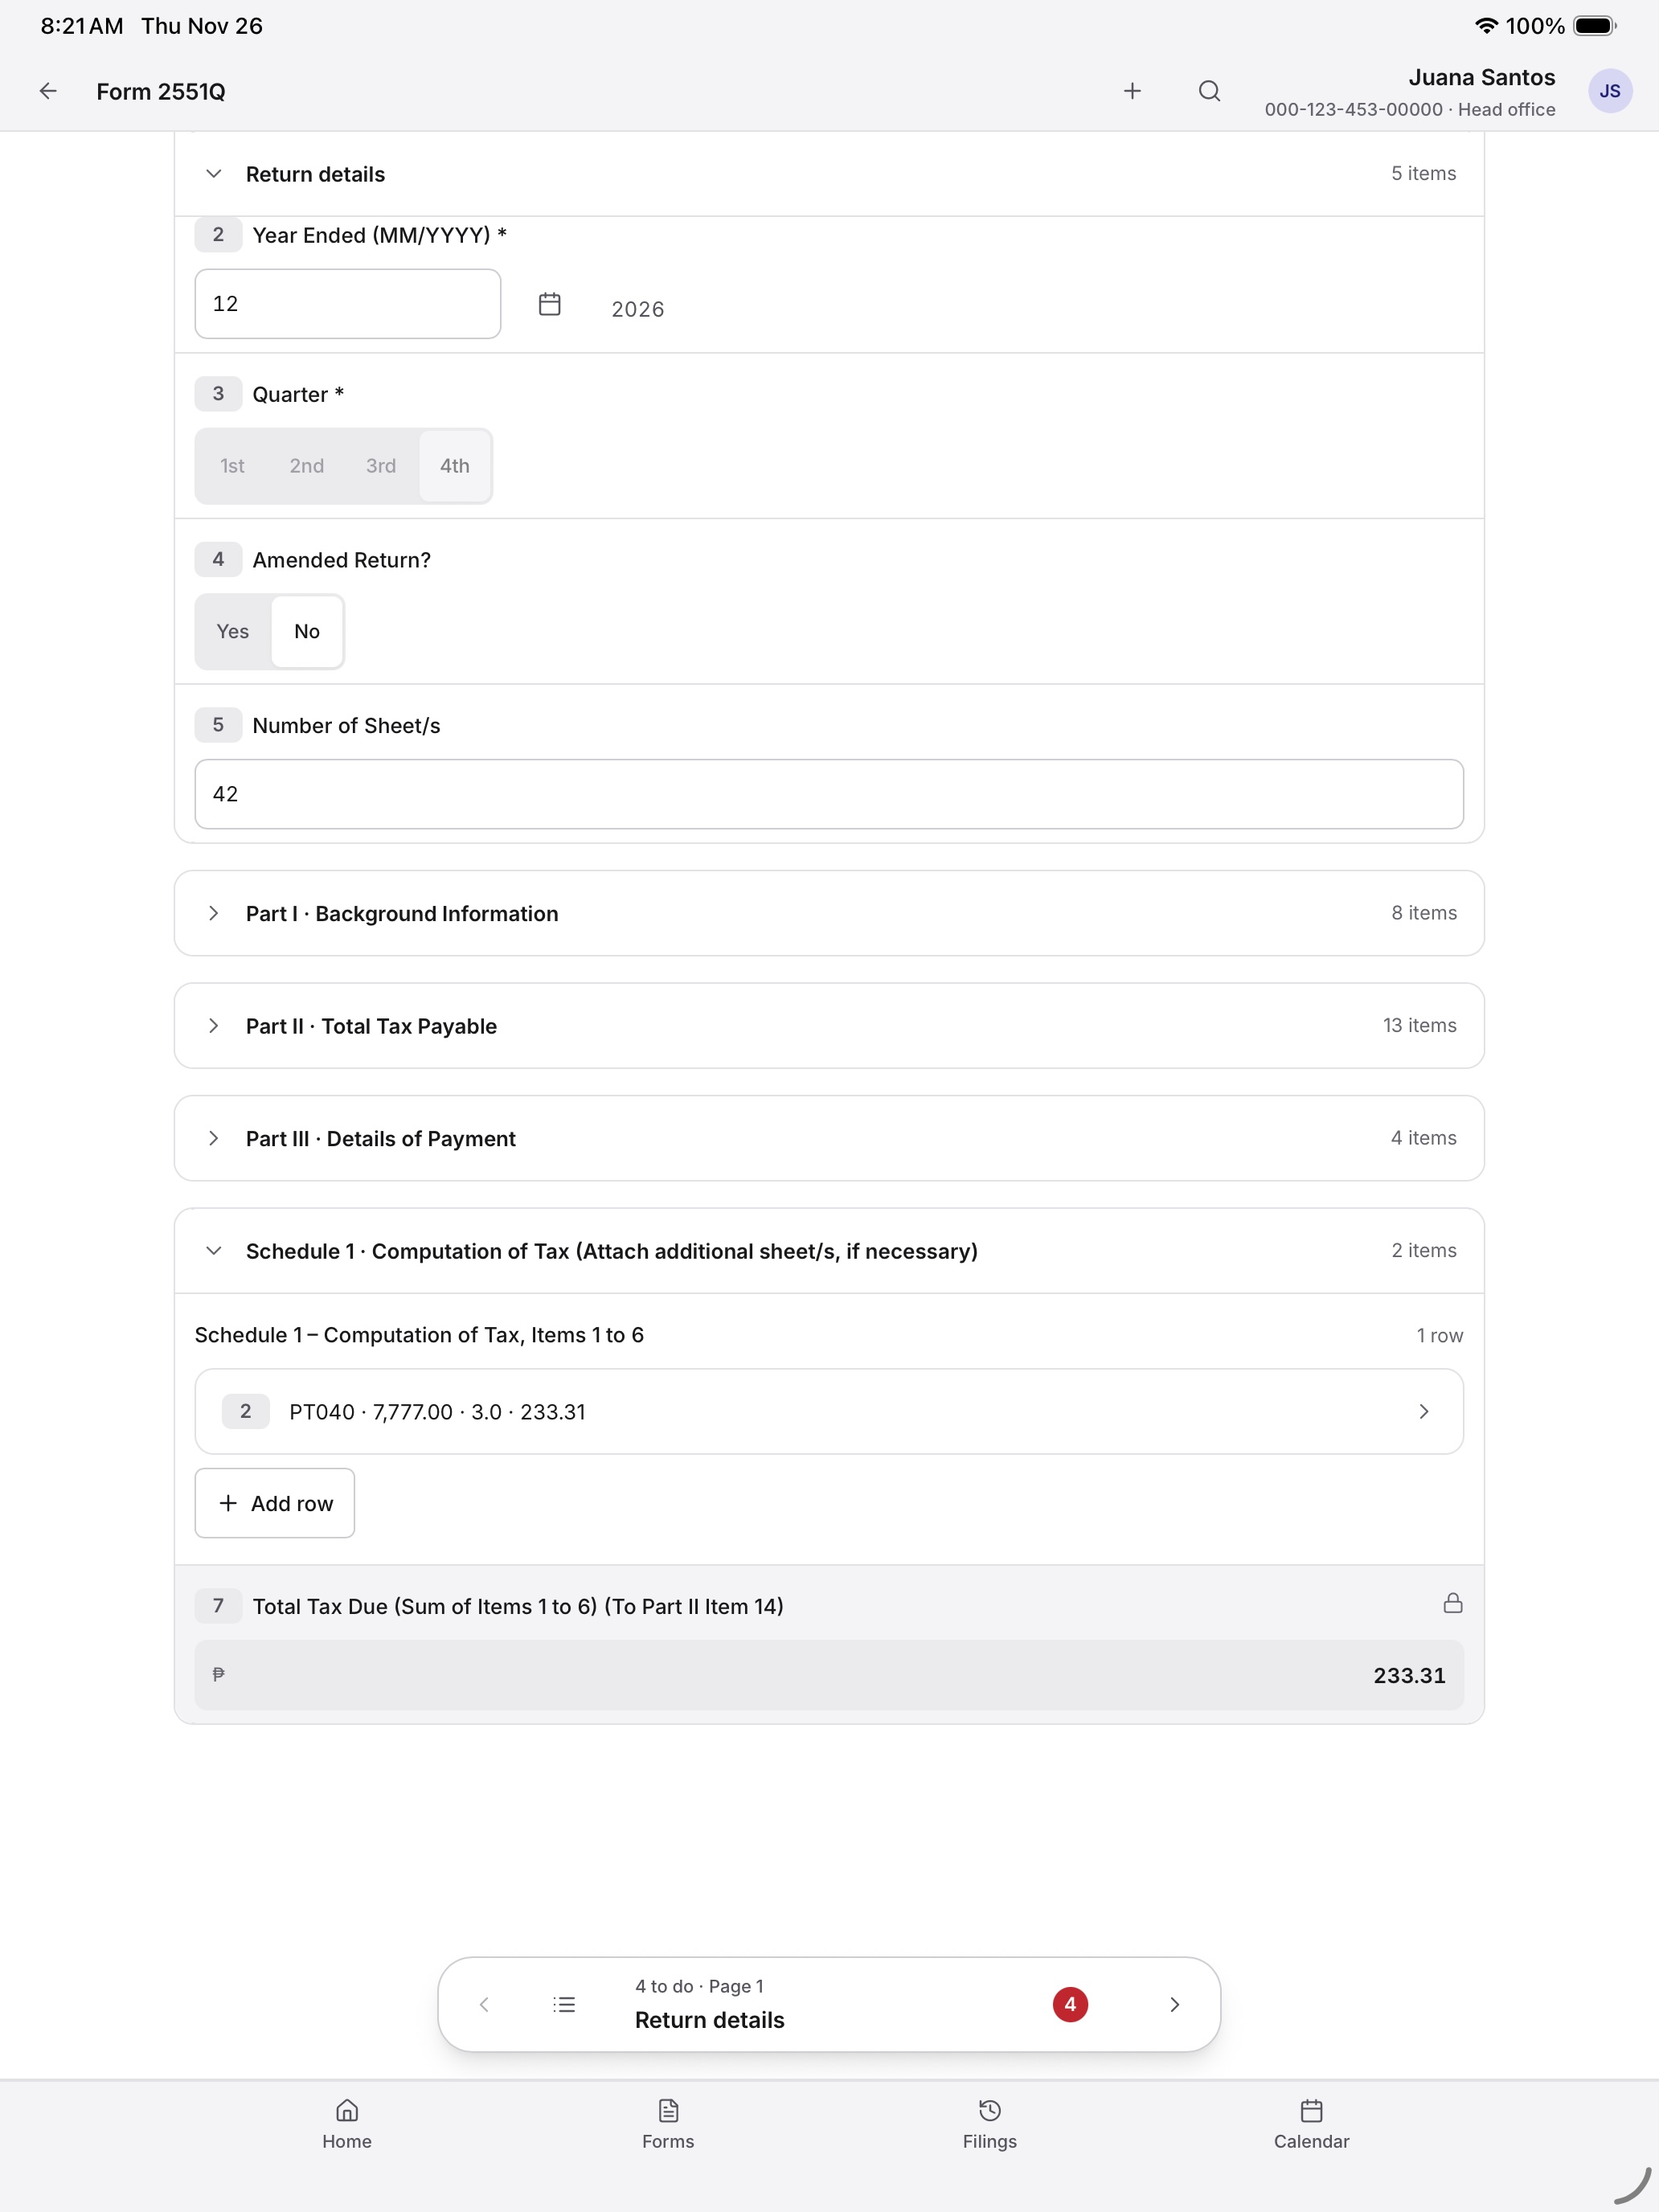 8:21 AM Thu Nov 26
100%
Form 2551Q
Juana Santos
000-123-453-00000 · Head office
JS
Return details
5 items
2 Year Ended (MM/YYYY) *
12
2026
3 Quarter *
1st 2nd 3rd 4th
4 Amended Return?
Yes No
5 Number of Sheet/s
42
Part I · Background Information
8 items
Part II · Total Tax Payable
13 items
Part III · Details of Payment
4 items
Schedule 1 · Computation of Tax (Attach additional sheet/s, if necessary)
2 items
Schedule 1 – Computation of Tax, Items 1 to 6
1 row
2 PT040 · 7,777.00 · 3.0 · 233.31
+ Add row
7 Total Tax Due (Sum of Items 1 to 6) (To Part II Item 14)
₱ 233.31
4 to do · Page 1
Return details
4
Home
Forms
Filings
Calendar